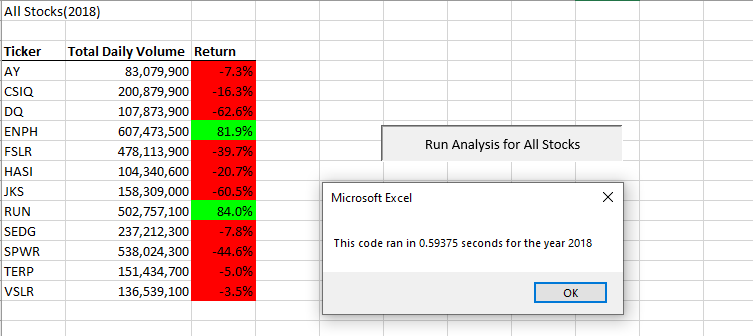 All Stocks(2018)
Ticker Total Daily Volume Return
AY 83,079,900 -7.3%
CSIQ 200,879,900 -16.3%
DQ 107,873,900 -62.6%
ENPH 607,473,500 81.9%
FSLR 478,113,900 -39.7%
HASI 104,340,600 -20.7%
JKS 158,309,000 -60.5%
RUN 502,757,100 84.0%
SEDG 237,212,300 -7.8%
SPWR 538,024,300 -44.6%
TERP 151,434,700 -5.0%
VSLR 136,539,100 -3.5%
Run Analysis for All Stocks
Microsoft Excel
This code ran in 0.59375 seconds for the year 2018
OK